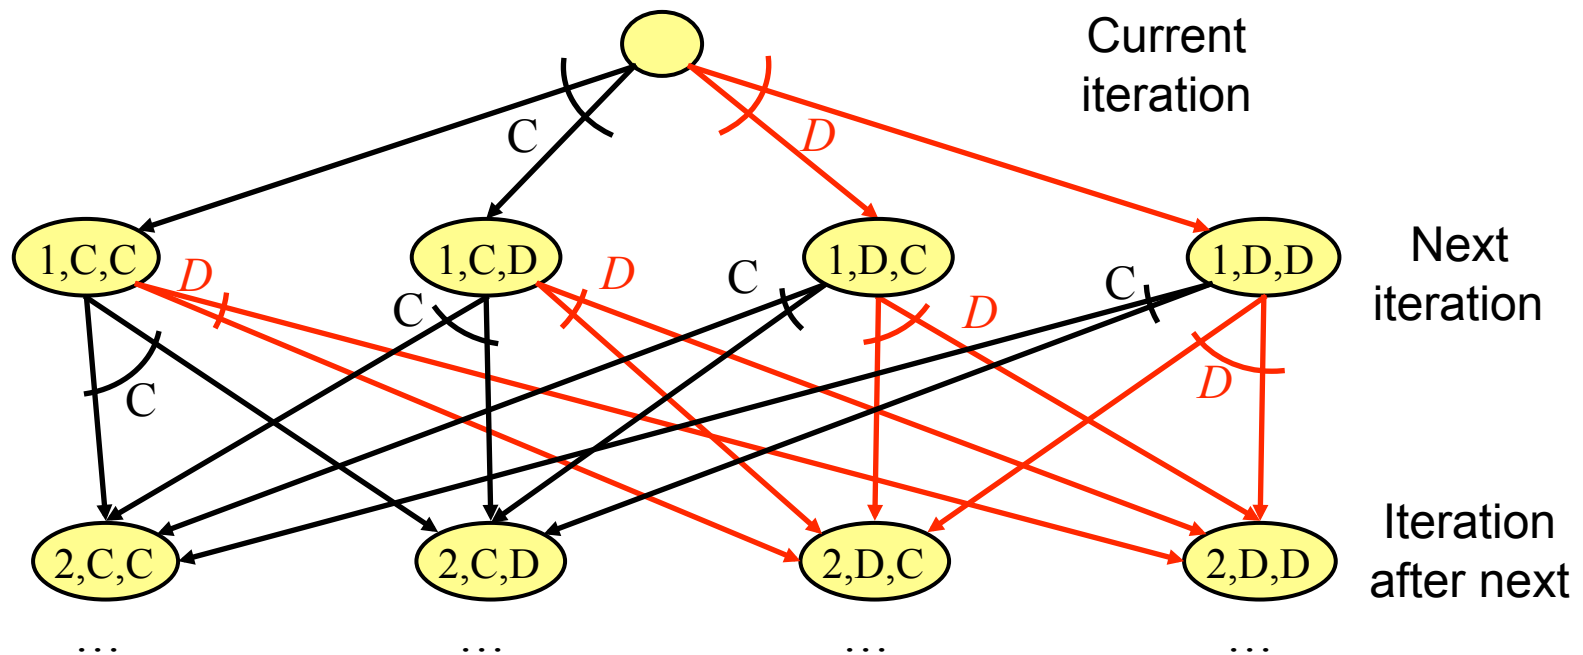 Current
iteration
C
D
1,C,C
1,C,D
1,D,C
1,D,D
Next
iteration
D
C
D
C
D
C
D
C
2,C,C
2,C,D
2,D,C
2,D,D
Iteration
after next
...
...
...
...